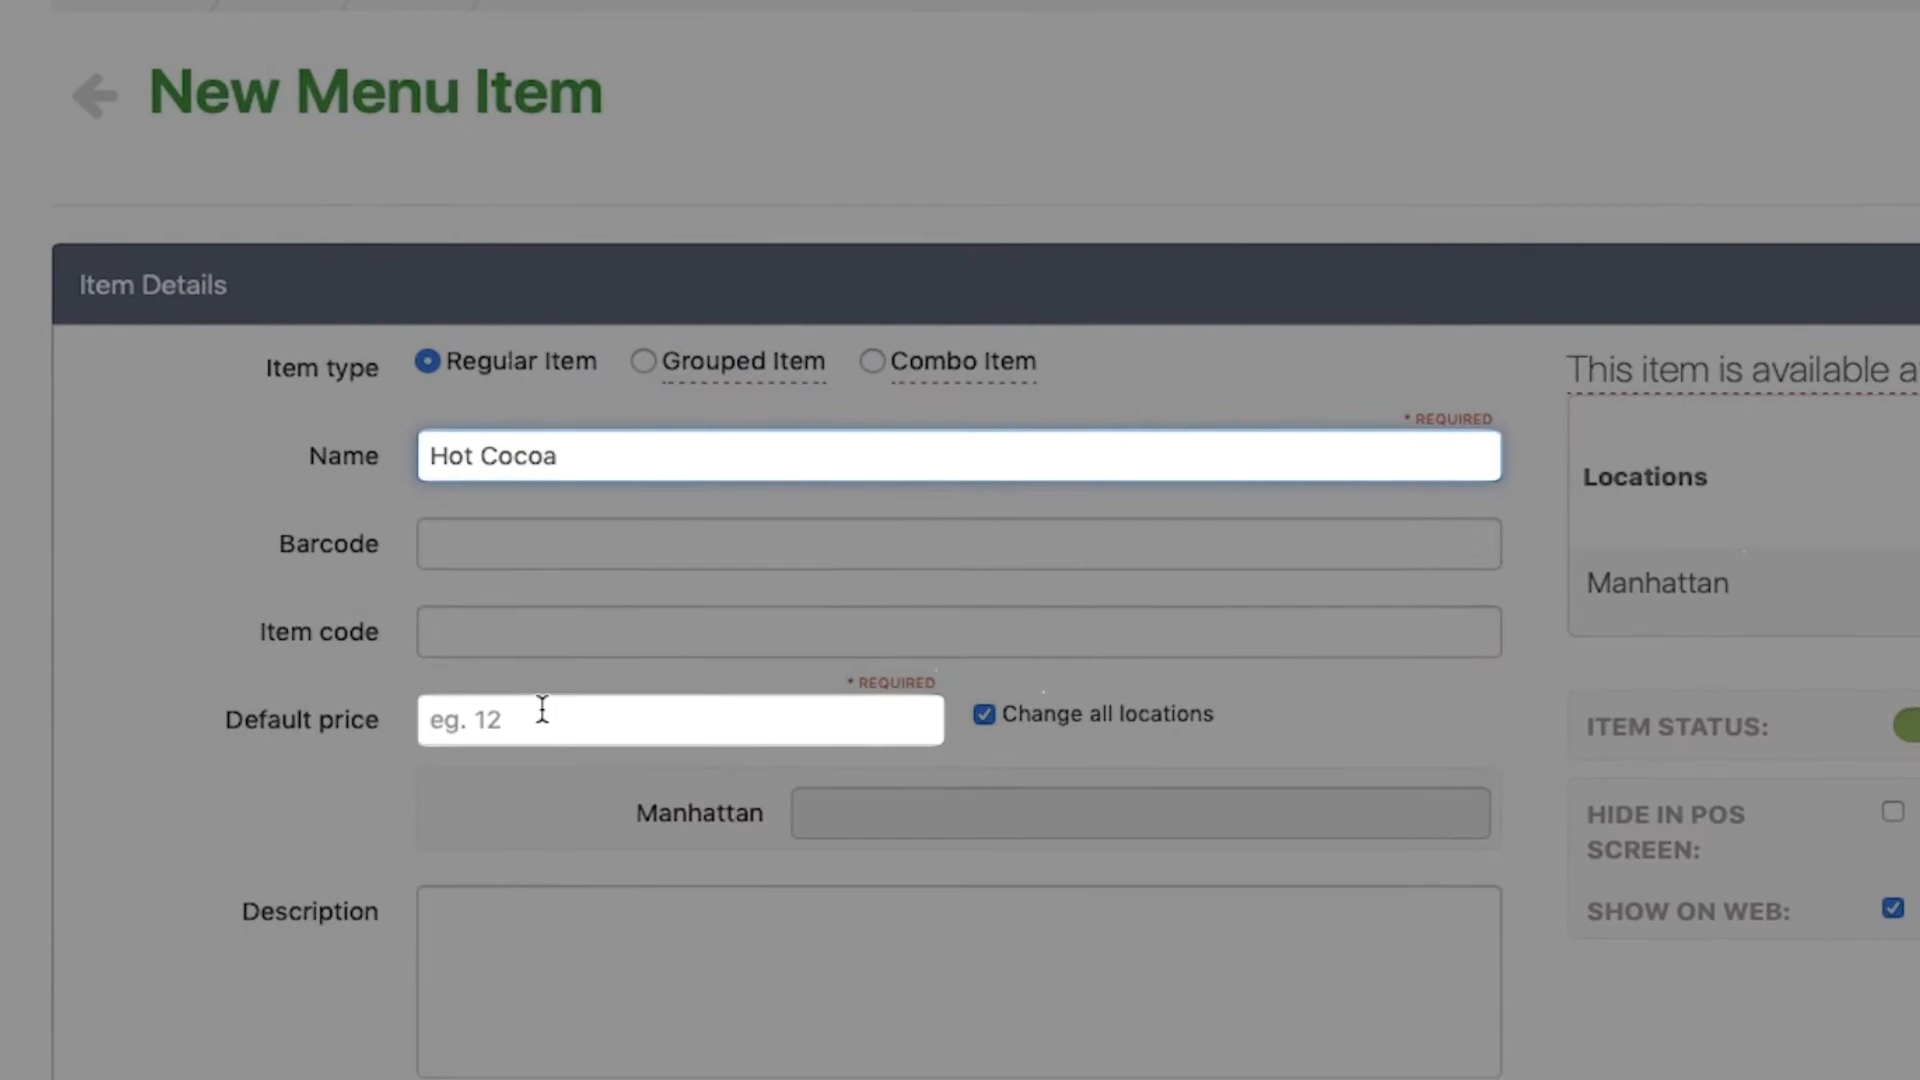 New Menu Item
Item Details
Item type
Regular Item
Grouped Item
Combo Item
This item is available a
* REQUIRED
Name
Hot Cocoa
Locations
Barcode
Manhattan
Item code
* REQUIRED
Default price
eg. 12
Change all locations
ITEM STATUS:
Manhattan
HIDE IN POS
SCREEN:
Description
SHOW ON WEB: